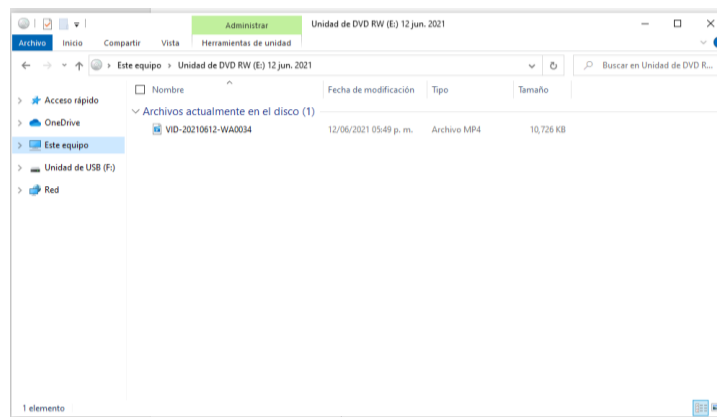 Administrar
Unidad de DVD RW (E:) 12 jun. 2021
Archivo Inicio Compartir Vista Herramientas de unidad
Este equipo > Unidad de DVD RW (E:) 12 jun. 2021
Buscar en Unidad de DVD R...
Nombre Fecha de modificación Tipo Tamaño
Acceso rápido
OneDrive
Este equipo
Unidad de USB (F:)
Red
Archivos actualmente en el disco (1)
VID-20210612-WA0034 12/06/2021 05:49 p. m. Archivo MP4 10,726 KB
1 elemento